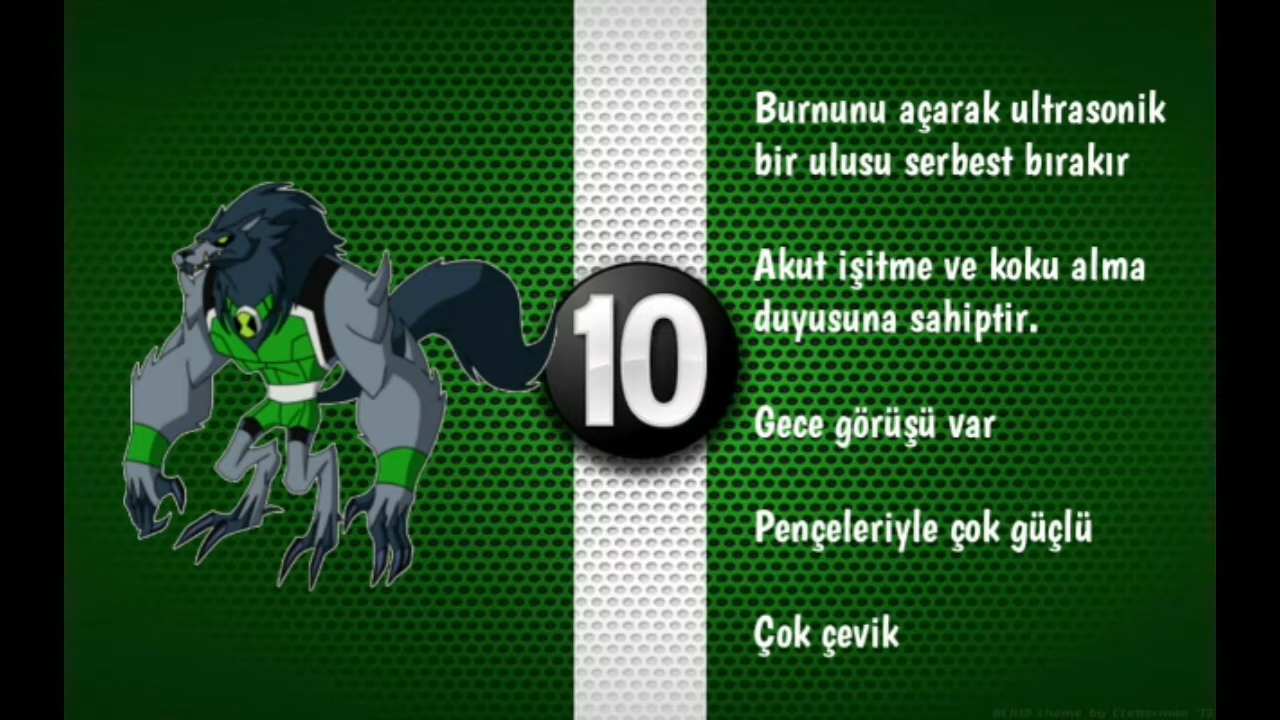 Burnunu açarak ultrasonik
bir ulusu serbest bırakır
Akut işitme ve koku alma
duyusuna sahiptir.
10
Gece görüşü var
Pençeleriyle çok güçlü
Çok çevik